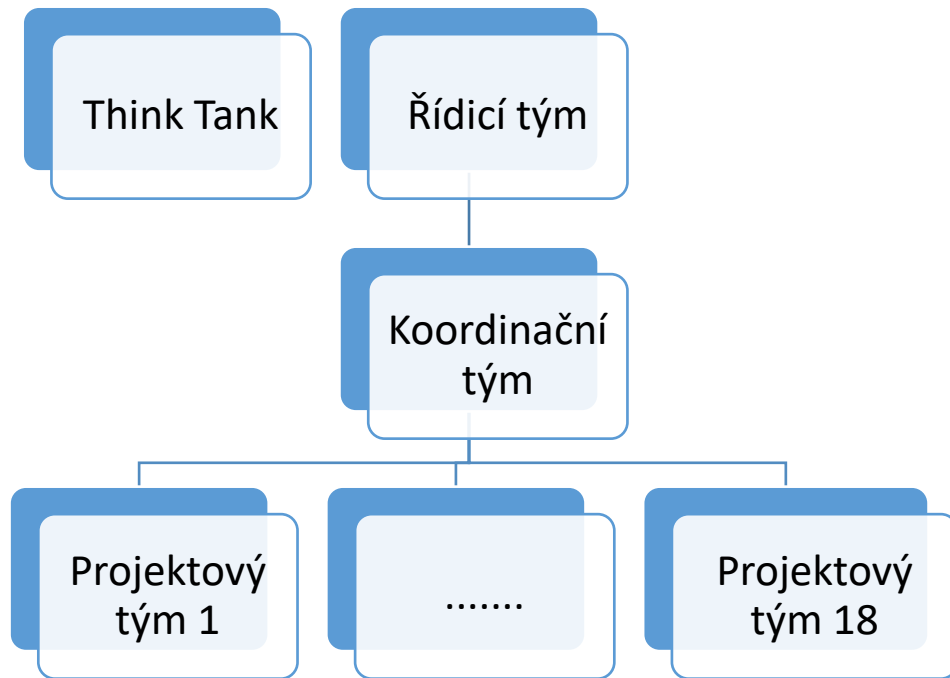 Think Tank
Řídicí tým
Koordinační
tým
Projektový
tým 1
.......
Projektový
tým 18